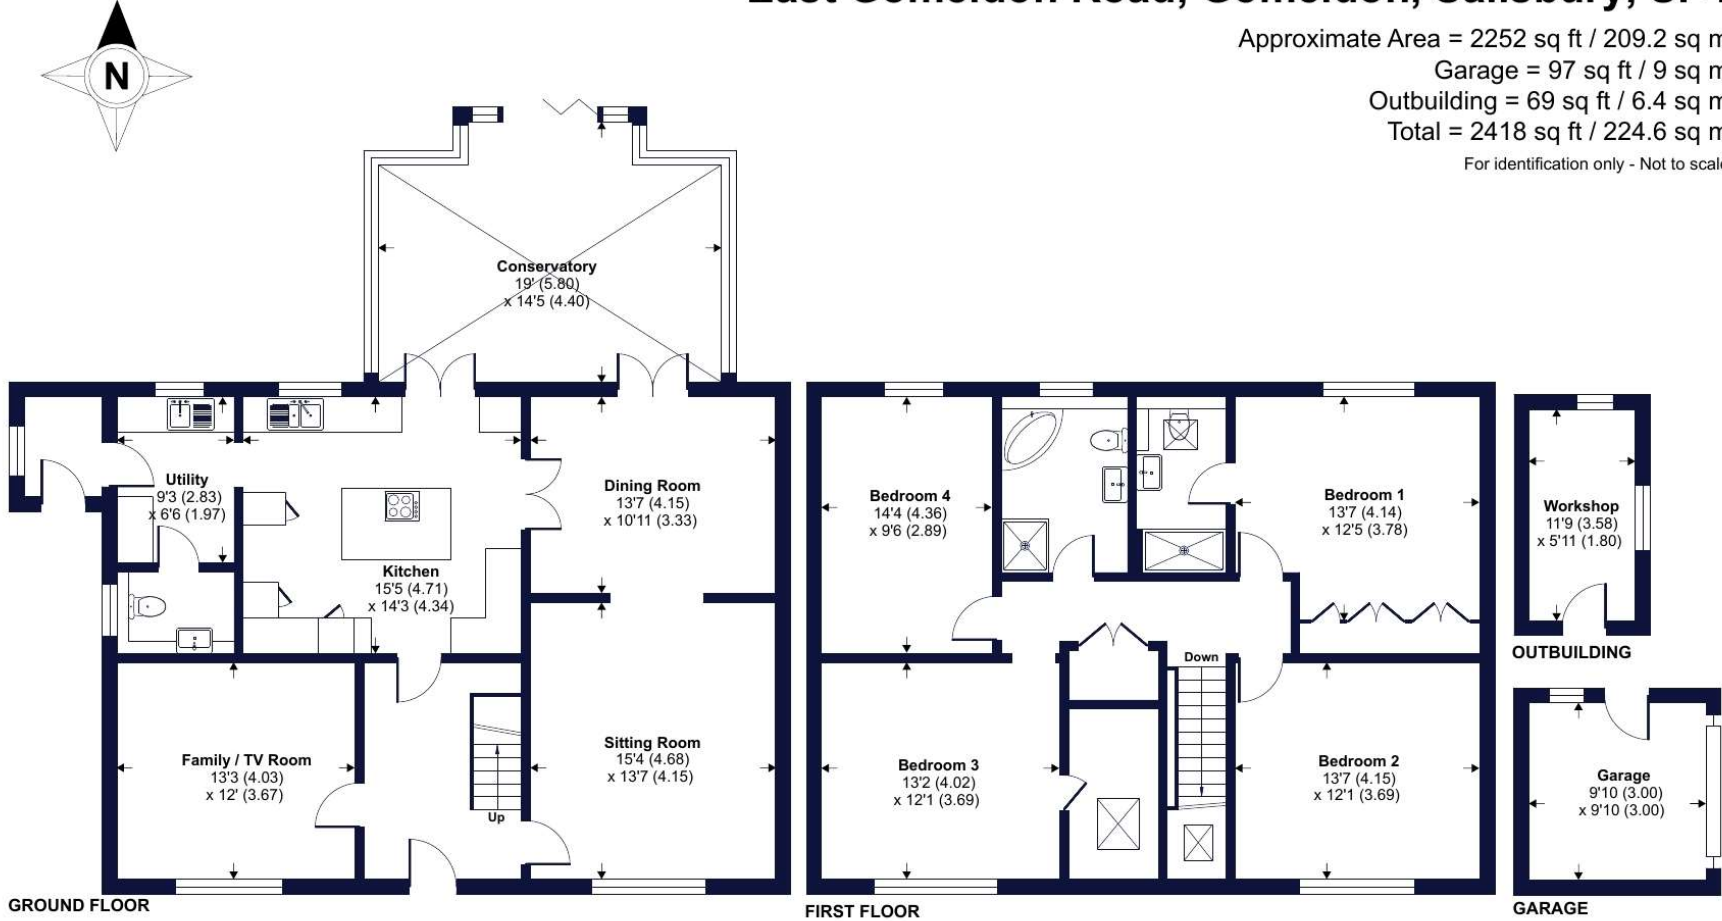 East Gomeldon Road, Gomeldon, Salisbury,
N
Approximate Area = 2252 sq ft / 209.2 sq m
Garage = 97 sq ft / 9 sq m
Outbuilding = 69 sq ft / 6.4 sq m
Total = 2418 sq ft / 224.6 sq m
For identification only - Not to scale
Conservatory
19' (5.80)
x 14'5 (4.40)
Utility
9'3 (2.83)
x 6'6 (1.97)
Kitchen
15'5 (4.71)
x 14'3 (4.34)
Dining Room
13'7 (4.15)
x 10'11 (3.33)
Family / TV Room
13'3 (4.03)
x 12' (3.67)
Up
Sitting Room
15'4 (4.68)
x 13'7 (4.15)
GROUND FLOOR
Bedroom 4
14'4 (4.36)
x 9'6 (2.89)
Bedroom 1
13'7 (4.14)
x 12'5 (3.78)
Down
Bedroom 3
13'2 (4.02)
x 12'1 (3.69)
Bedroom 2
13'7 (4.15)
x 12'1 (3.69)
FIRST FLOOR
Workshop
11'9 (3.58)
x 5'11 (1.80)
OUTBUILDING
Garage
9'10 (3.00)
x 9'10 (3.00)
GARAGE